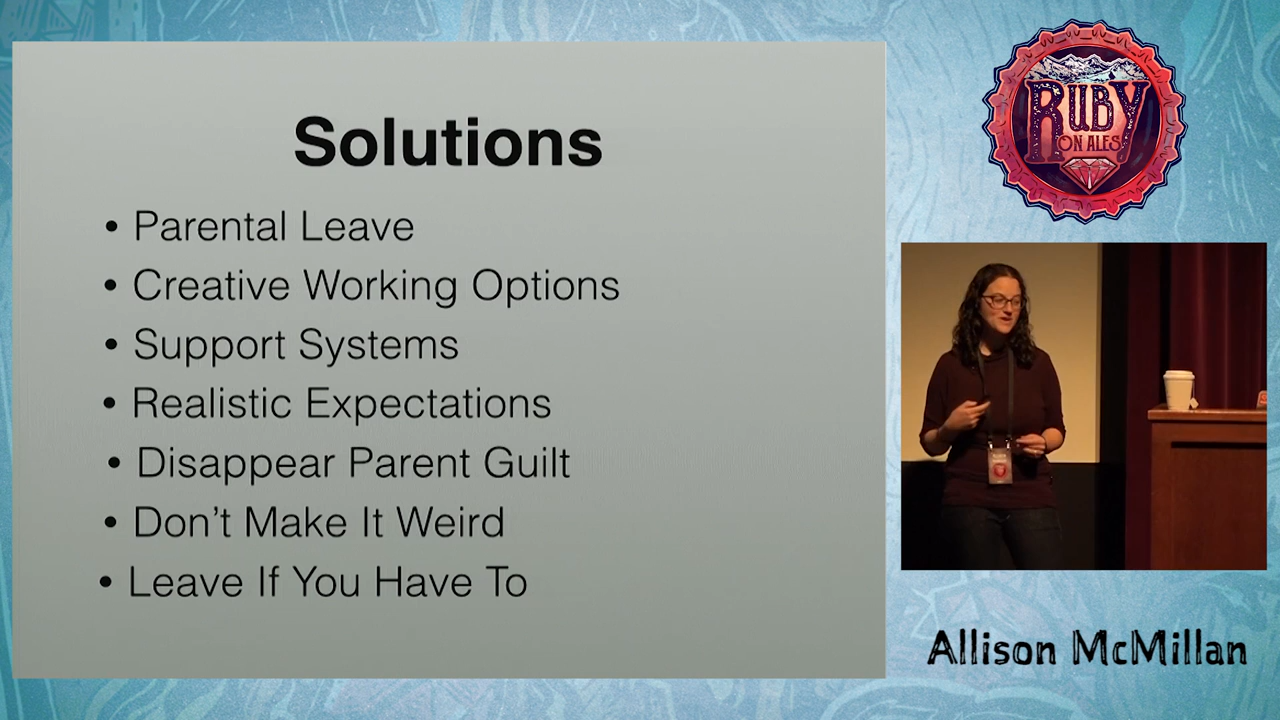 Solutions
• Parental Leave
• Creative Working Options
• Support Systems
• Realistic Expectations
• Disappear Parent Guilt
• Don't Make It Weird
• Leave If You Have To
RUBY
ON ALES
Allison McMillan